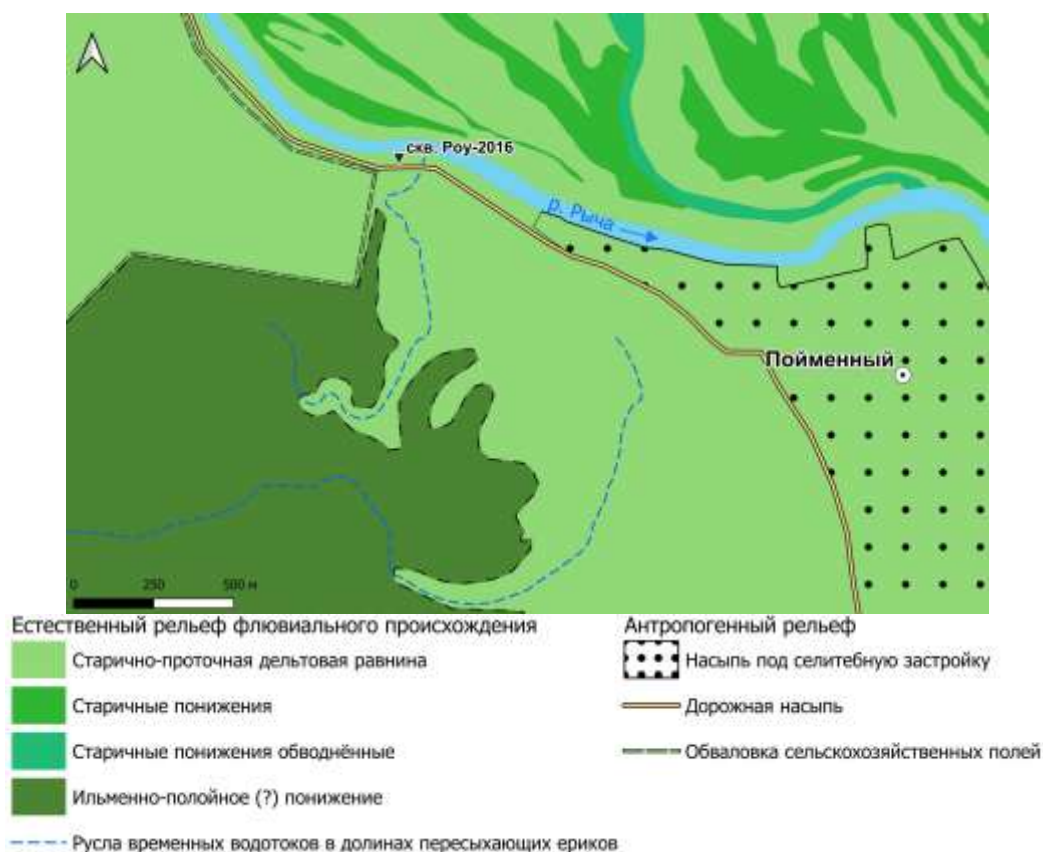 скв. Роу-2016
р. Рыча
Пойменный
0 250 500 м
Естественный рельеф флювиального происхождения
Старично-проточная дельтовая равнина
Старичные понижения
Старичные понижения обводнённые
Ильменно-полойное (?) понижение
Русла временных водотоков в долинах пересыхающих ериков
Антропогенный рельеф
Насыпь под селитебную застройку
Дорожная насыпь
Обваловка сельскохозяйственных полей